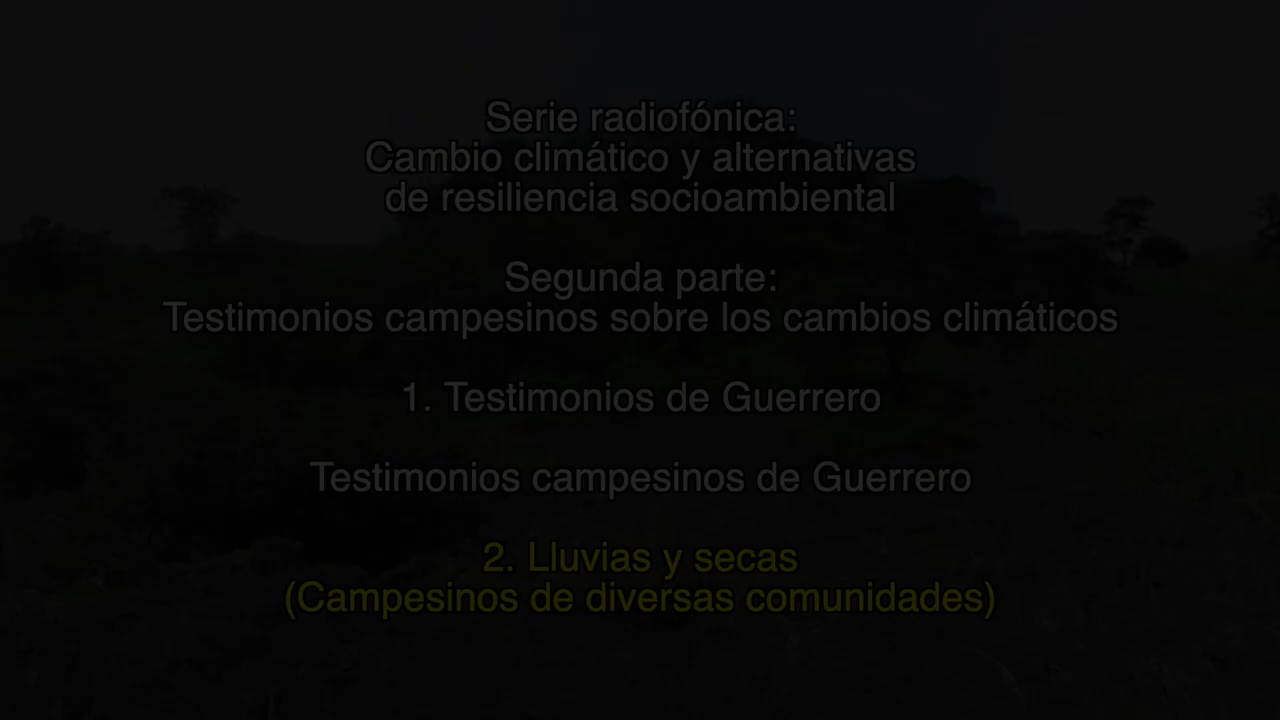 Serie radiofónica:
Cambio climático y alternativas
de resiliencia socioambiental
Segunda parte:
Testimonios campesinos sobre los cambios climáticos
1. Testimonios de Guerrero
Testimonios campesinos de Guerrero
2. Lluvias y secas
(Campesinos de diversas comunidades)